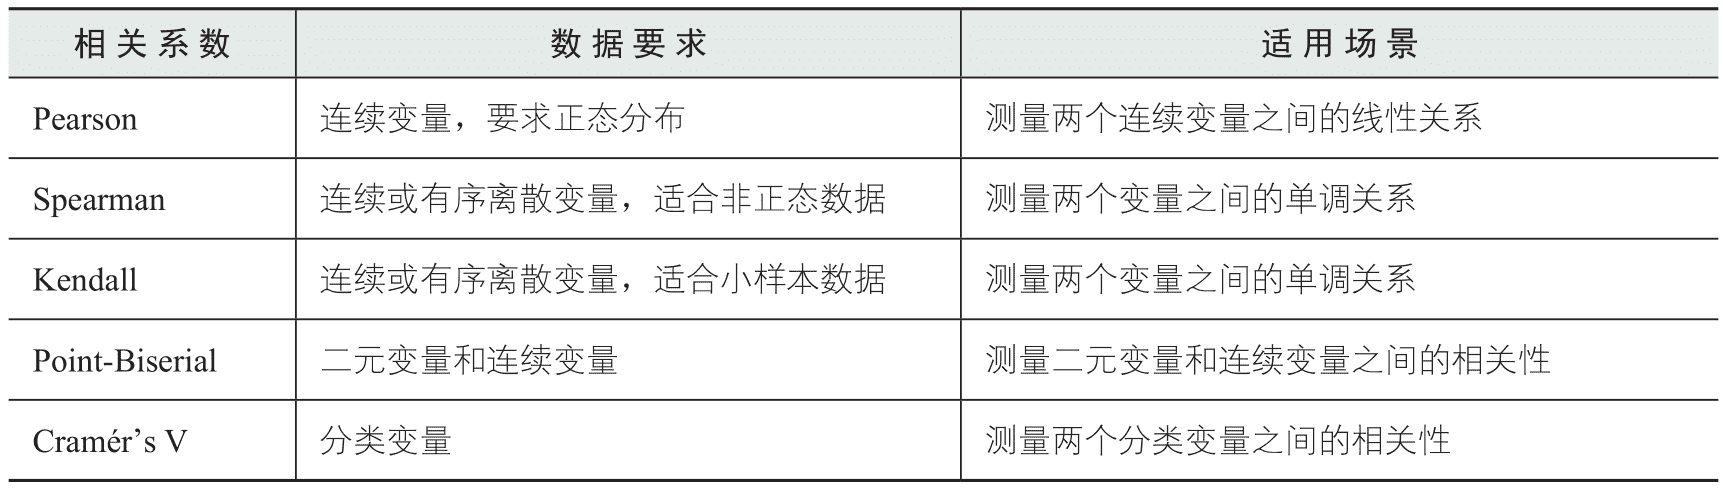 相关系数 数据要求 适用场景
Pearson 连续变量，要求正态分布 测量两个连续变量之间的线性关系
Spearman 连续或有序离散变量，适合非正态数据 测量两个变量之间的单调关系
Kendall 连续或有序离散变量，适合小样本数据 测量两个变量之间的单调关系
Point-Biserial 二元变量和连续变量 测量二元变量和连续变量之间的相关性
Cramér’s V 分类变量 测量两个分类变量之间的相关性